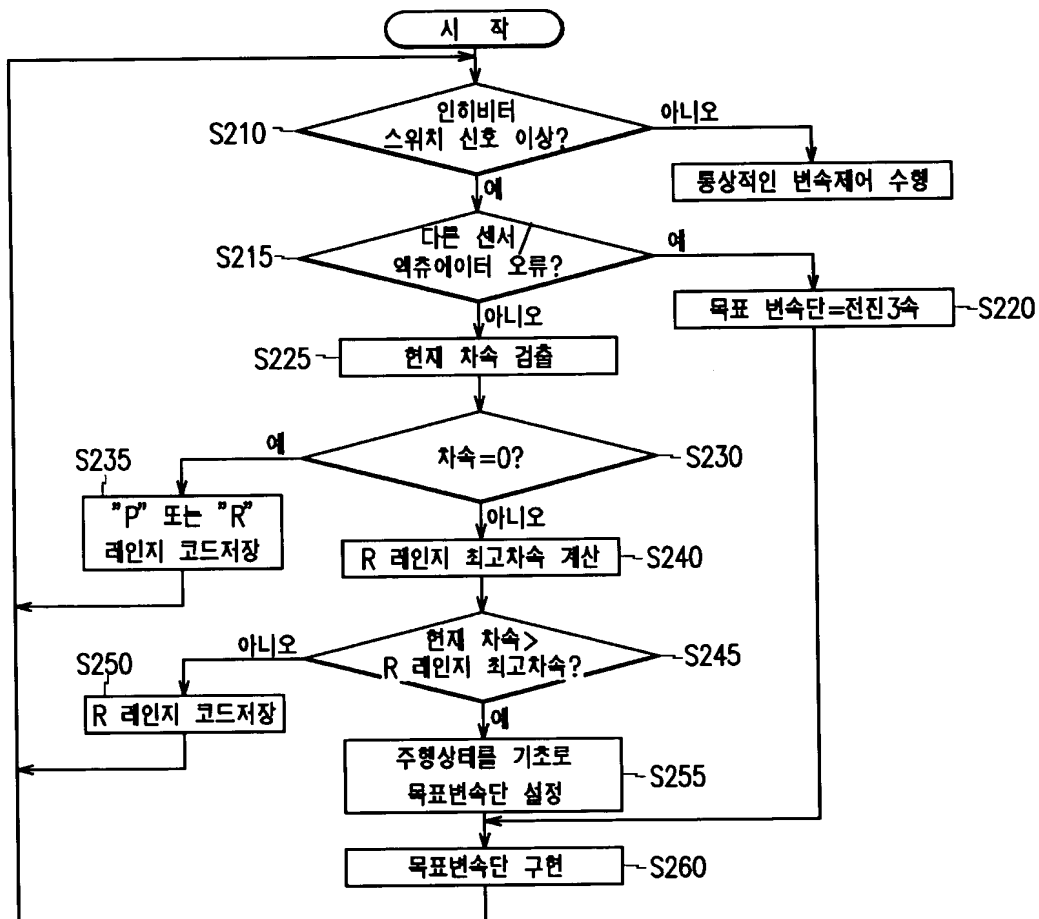 시 작
인히비터
스위치 신호 이상?
S210
아니오
통상적인 변속제어 수행
예
다른 센서/
액츄에이터 오류?
S215
예
목표 변속단=전진3속
S220
아니오
현재 차속 검출
S225
차속=0?
S230
예
S235
"P" 또는 "R"
레인지 코드저장
아니오
R 레인지 최고차속 계산
S240
현재 차속>
R 레인지 최고차속?
S245
아니오
S250
R 레인지 코드저장
예
주행상태를 기초로
목표변속단 설정
S255
목표변속단 구현
S260